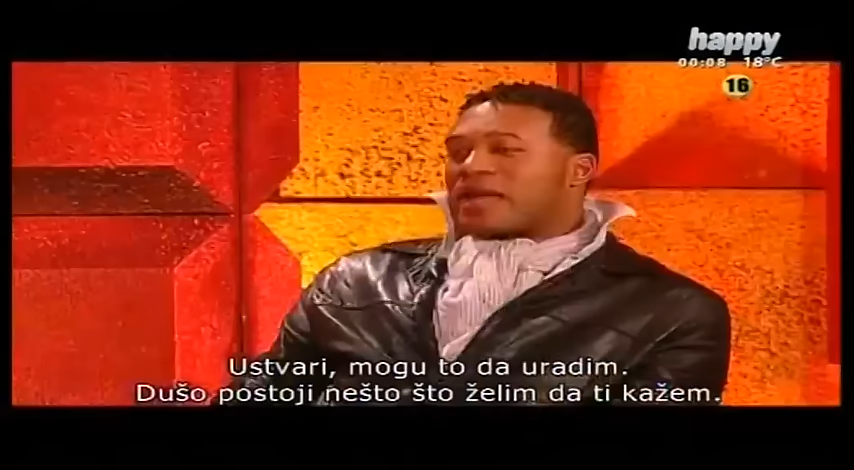 happy
00:08 18°C
16
Ustvari, mogu to da uradim.
Dušo postoji nešto što želim da ti kažem.